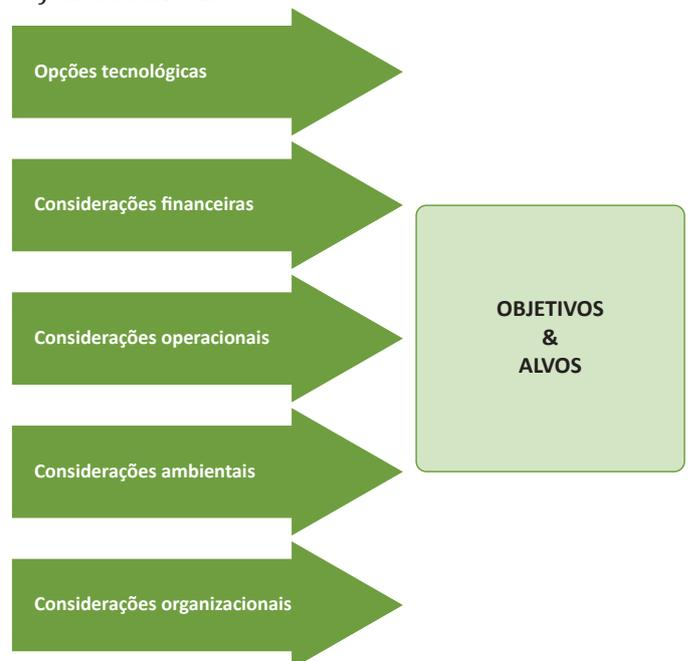 Opções tecnológicas
Considerações financeiras
Considerações operacionais
OBJETIVOS
&
ALVOS
Considerações ambientais
Considerações organizacionais